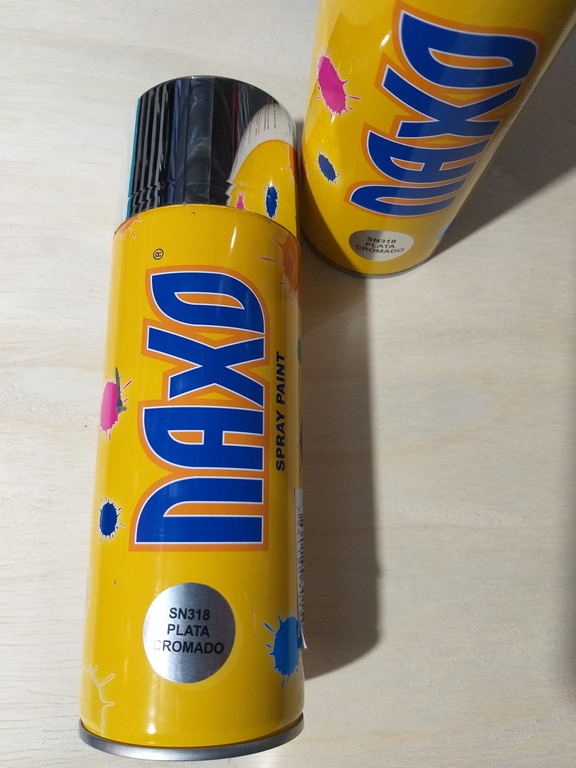 NAXO
®
SPRAY PAINT
SN318
PLATA
CROMADO
NAXO
SN318
PLATA
CROMADO